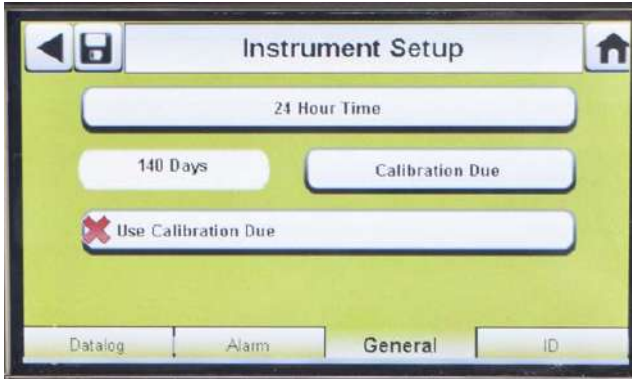 Instrument Setup
24 Hour Time
140 Days
Calibration Due
Use Calibration Due
Datalog
Alarm
General
ID